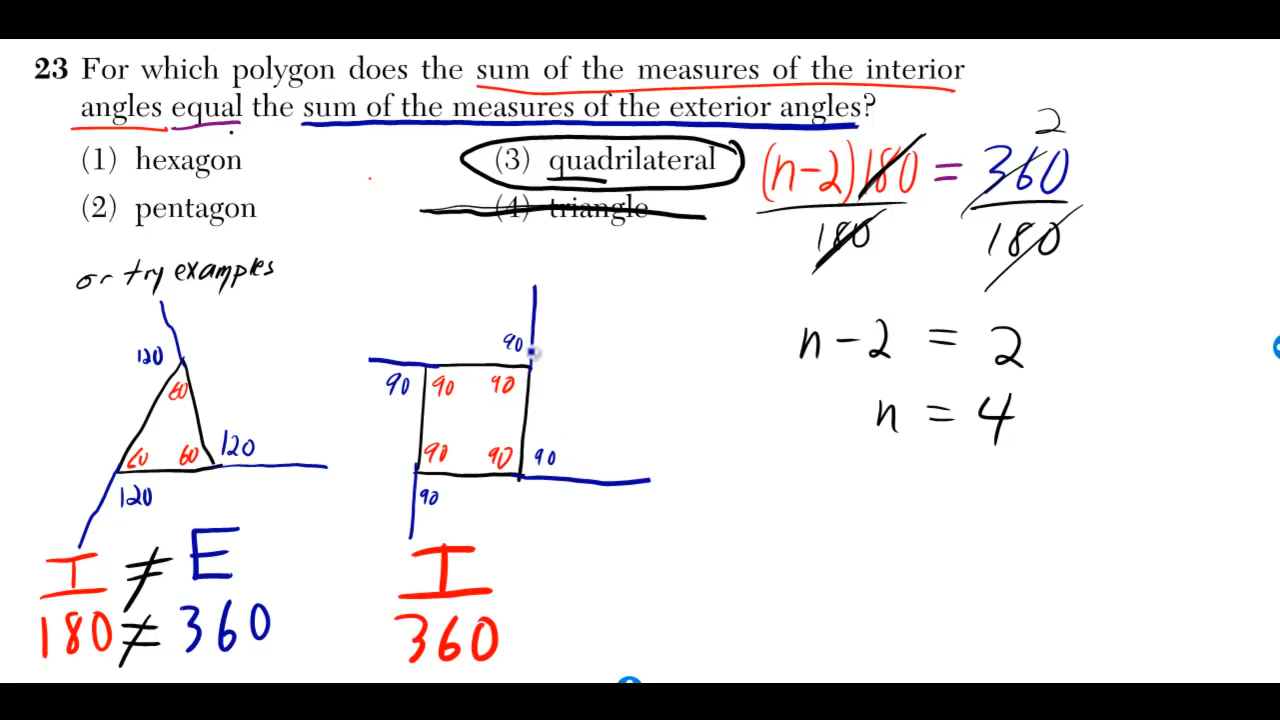 23 For which polygon does the sum of the measures of the interior
angles equal the sum of the measures of the exterior angles?
(1) hexagon
(3) quadrilateral
(2) pentagon
(4) triangle
2
(n-2)180 = 360
180 180
n-2 = 2
n = 4
or try examples
120
60
60 60 120
120
I ≠ E
180 ≠ 360
90
90 90 90
90 90 90
90
I
360